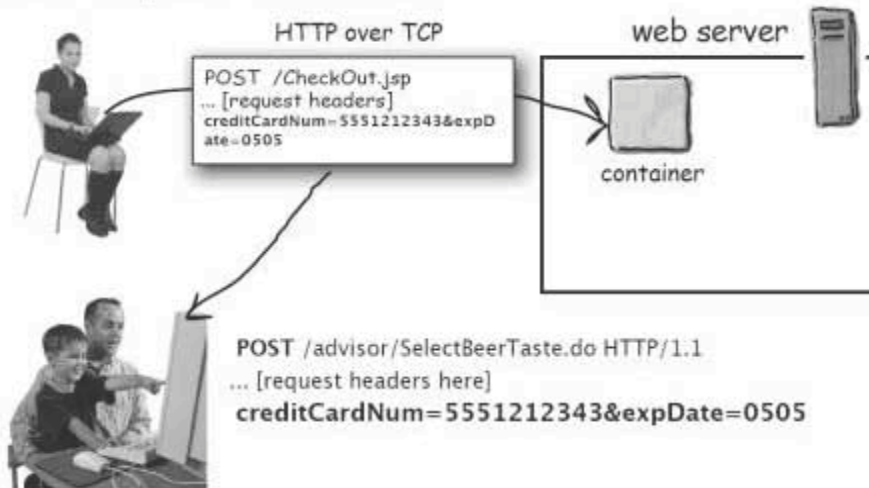 HTTP over TCP
web server
POST /CheckOut.jsp
... [request headers]
creditCardNum=5551212343&expD
ate=0505
container
POST /advisor/SelectBeerTaste.do HTTP/1.1
... [request headers here]
creditCardNum=5551212343&expDate=0505